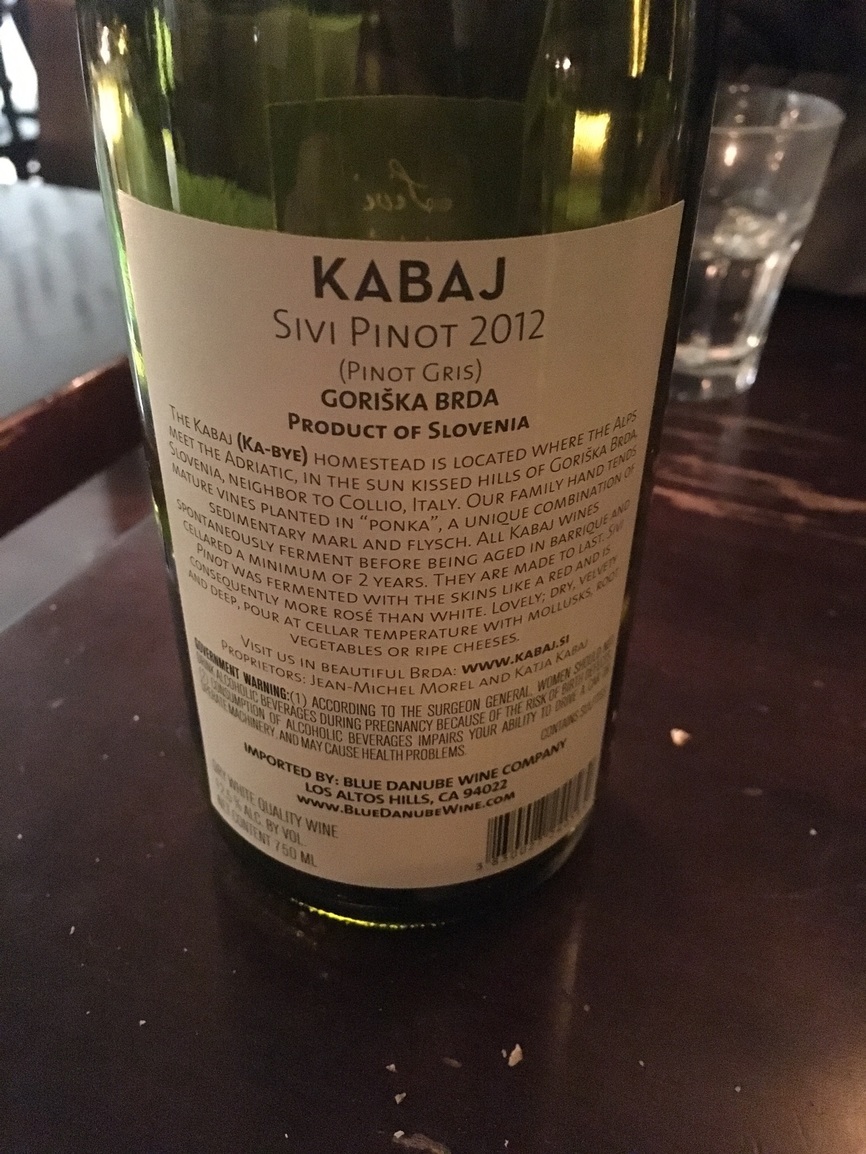 Sivi
KABAJ
SIVI PINOT 2012
(PINOT GRIS)
GORIŠKA BRDA
PRODUCT OF SLOVENIA
THE KABAJ (KA-BYE) HOMESTEAD IS LOCATED WHERE THE ALPS
MEET THE ADRIATIC, IN THE SUN KISSED HILLS OF GORIŠKA BRDA,
SLOVENIA, NEIGHBOR TO COLLIO, ITALY. OUR FAMILY HAND TENDS
MATURE VINES PLANTED IN "PONKA", A UNIQUE COMBINATION OF
SEDIMENTARY MARL AND FLYSCH. ALL KABAJ WINES
SPONTANEOUSLY FERMENT BEFORE BEING AGED IN BARRIQUE AND
CELLARED A MINIMUM OF 2 YEARS. THEY ARE MADE TO LAST. SIVI
PINOT WAS FERMENTED WITH THE SKINS LIKE A RED AND IS
CONSEQUENTLY MORE ROSÉ THAN WHITE. LOVELY; DRY, VELVETY
AND DEEP, POUR AT CELLAR TEMPERATURE WITH MOLLUSKS, ROOT
VEGETABLES OR RIPE CHEESES.
VISIT US IN BEAUTIFUL BRDA: WWW.KABAJ.SI
PROPRIETORS: JEAN-MICHEL MOREL AND KATJA KABAJ
GOVERNMENT WARNING:(1) ACCORDING TO THE SURGEON GENERAL, WOMEN SHOULD NOT
DRINK ALCOHOLIC BEVERAGES DURING PREGNANCY BECAUSE OF THE RISK OF BIRTH
CONSUMPTION OF ALCOHOLIC BEVERAGES IMPAIRS YOUR ABILITY TO DRIVE A CAR OR
OPERATE MACHINERY, AND MAY CAUSE HEALTH PROBLEMS.
CONTAINS SULFITES
IMPORTED BY: BLUE DANUBE WINE COMPANY
LOS ALTOS HILLS, CA 94022
WWW.BLUEDANUBEWINE.COM
DRY WHITE QUALITY WINE
% ALC. BY VOL.
NET CONTENT 750 ML